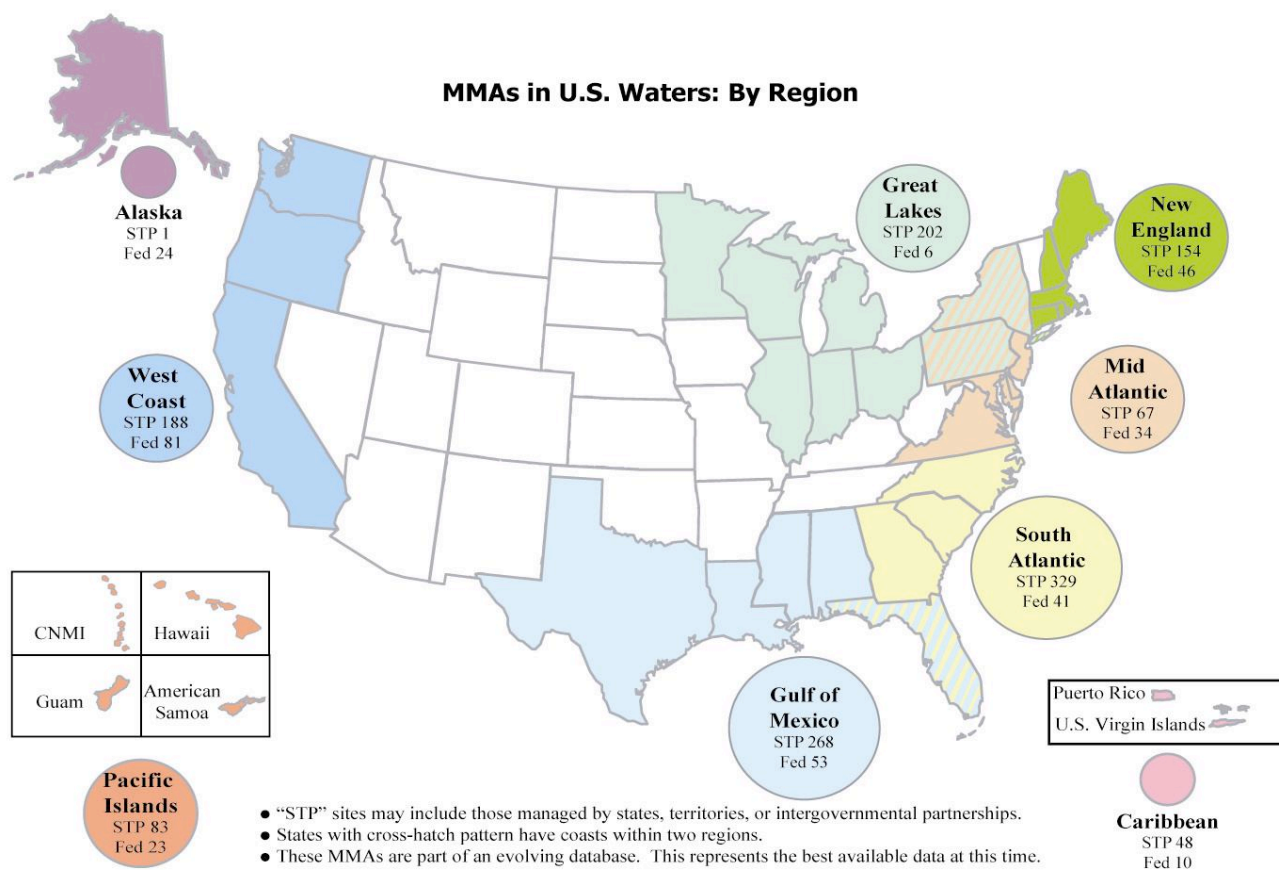 MMAs in U.S. Waters: By Region
Alaska
STP 1
Fed 24
Great
Lakes
STP 202
Fed 6
New
England
STP 154
Fed 46
West
Coast
STP 188
Fed 81
Mid
Atlantic
STP 67
Fed 34
South
Atlantic
STP 329
Fed 41
CNMI
Hawaii
Guam
American
Samoa
Gulf of
Mexico
STP 268
Fed 53
Puerto Rico
U.S. Virgin Islands
Pacific
Islands
STP 83
Fed 23
Caribbean
STP 48
Fed 10
● “STP” sites may include those managed by states, territories, or intergovernmental partnerships.
● States with cross-hatch pattern have coasts within two regions.
● These MMAs are part of an evolving database.  This represents the best available data at this time.